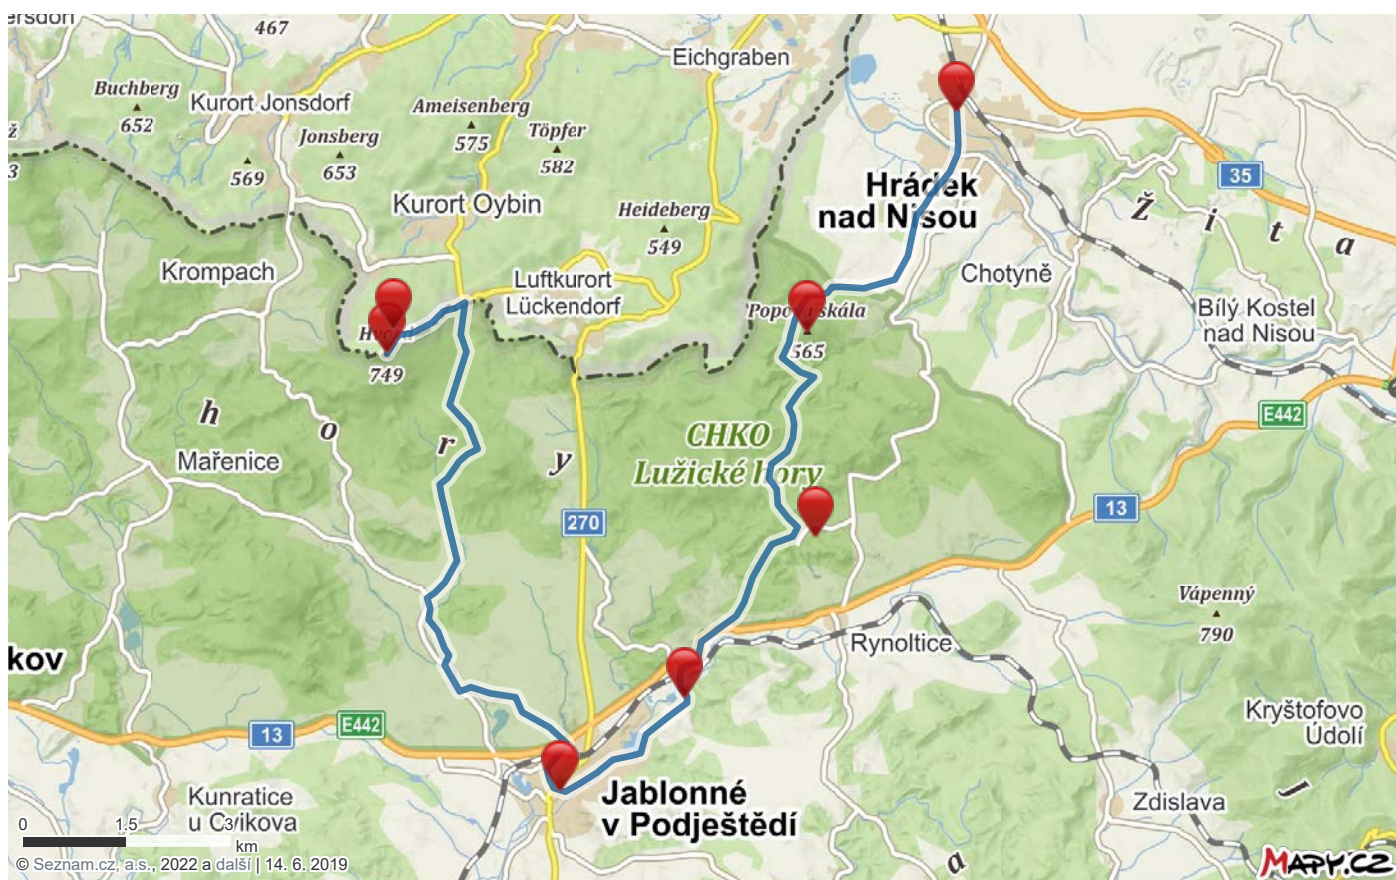 467
Buchberg
652
Kurort Jonsdorf
569
Jonsberg
653
Ameisenberg
575
Töpfer
582
Eichgraben
Kurort Oybin
Heideberg
549
Hrádek
nad Nisou
35
Krompach
Luftkurort
Lückendorf
Chotyně
Bílý Kostel
nad Nisou
565
749
CHKO
Lužické hory
E442
Mařenice
270
13
Vápenný
790
Rynoltice
kov
13
E442
Kryštofovo
Údolí
Jablonné
v Podještědí
Kunratice
Zdislava
0 1.5 3
km
© Seznam.cz, a.s., 2022 a další | 14. 6. 2019
MAPY.CZ